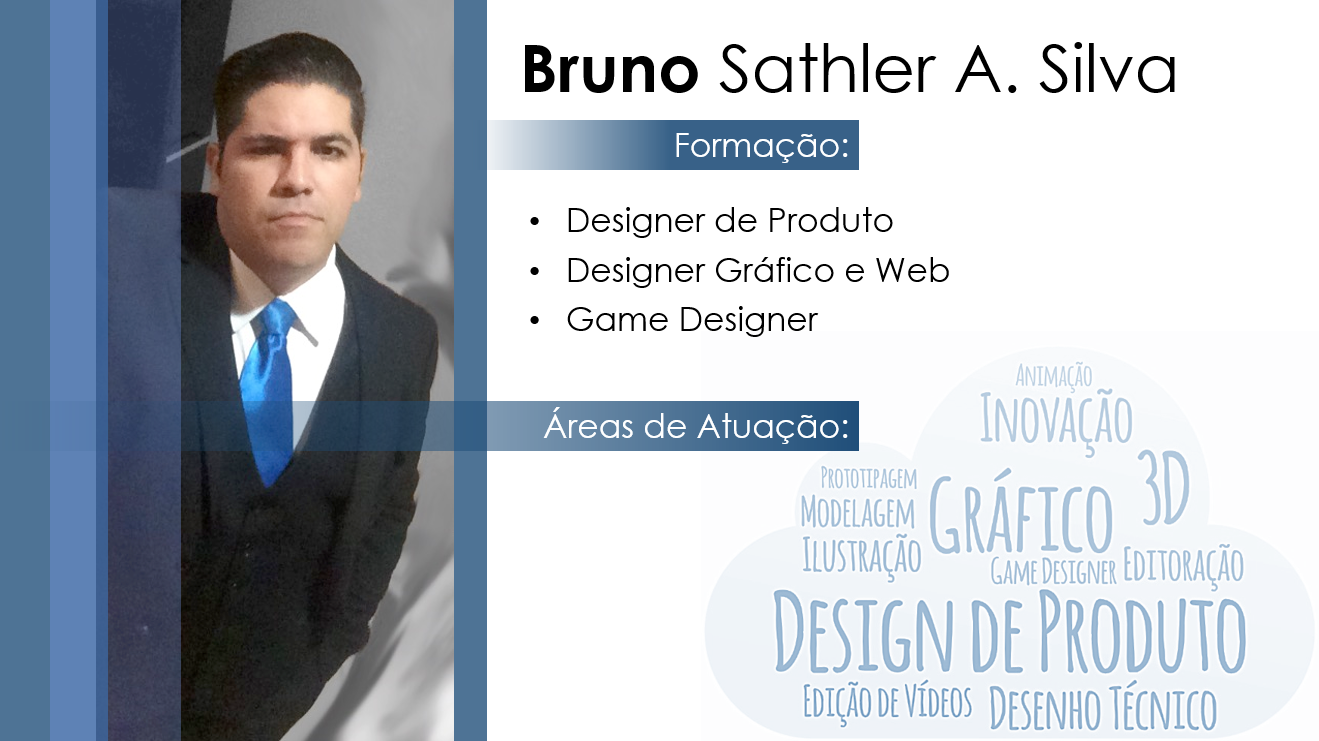 Bruno Sathler A. Silva
Formação:
• Designer de Produto
• Designer Gráfico e Web
• Game Designer
Áreas de Atuação:
Animação
Inovação
3D
Prototipagem
Modelagem
Gráfico
Ilustração
Game Designer
Editoração
Design de Produto
Edição de Vídeos
Desenho Técnico